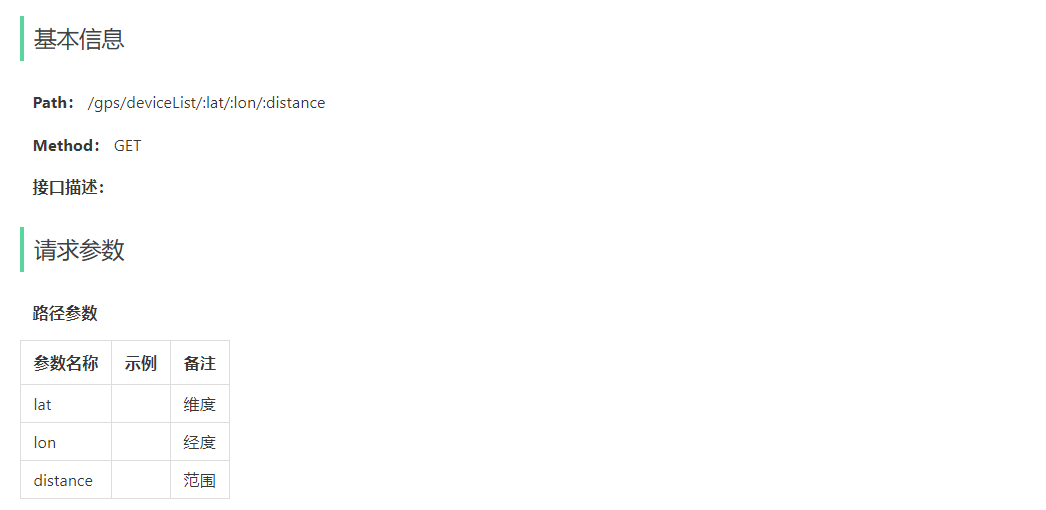 基本信息
Path： /gps/deviceList/:lat/:lon/:distance
Method： GET
接口描述：
请求参数
路径参数
参数名称 示例 备注
lat 维度
lon 经度
distance 范围